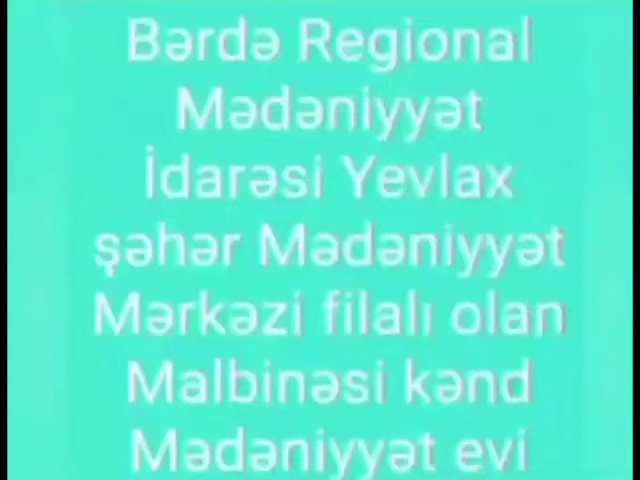 Bərdə Regional
Mədəniyyət
İdarəsi Yevlax
şəhər Mədəniyyət
Mərkəzi filalı olan
Malbinəsi kənd
Mədəniyyət evi